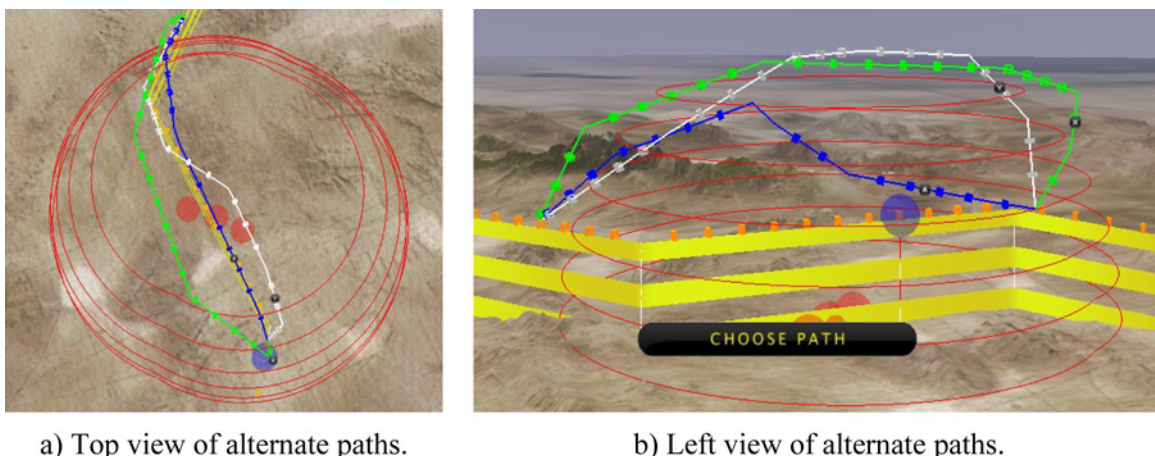 CHOOSE PATH
a) Top view of alternate paths.
b) Left view of alternate paths.